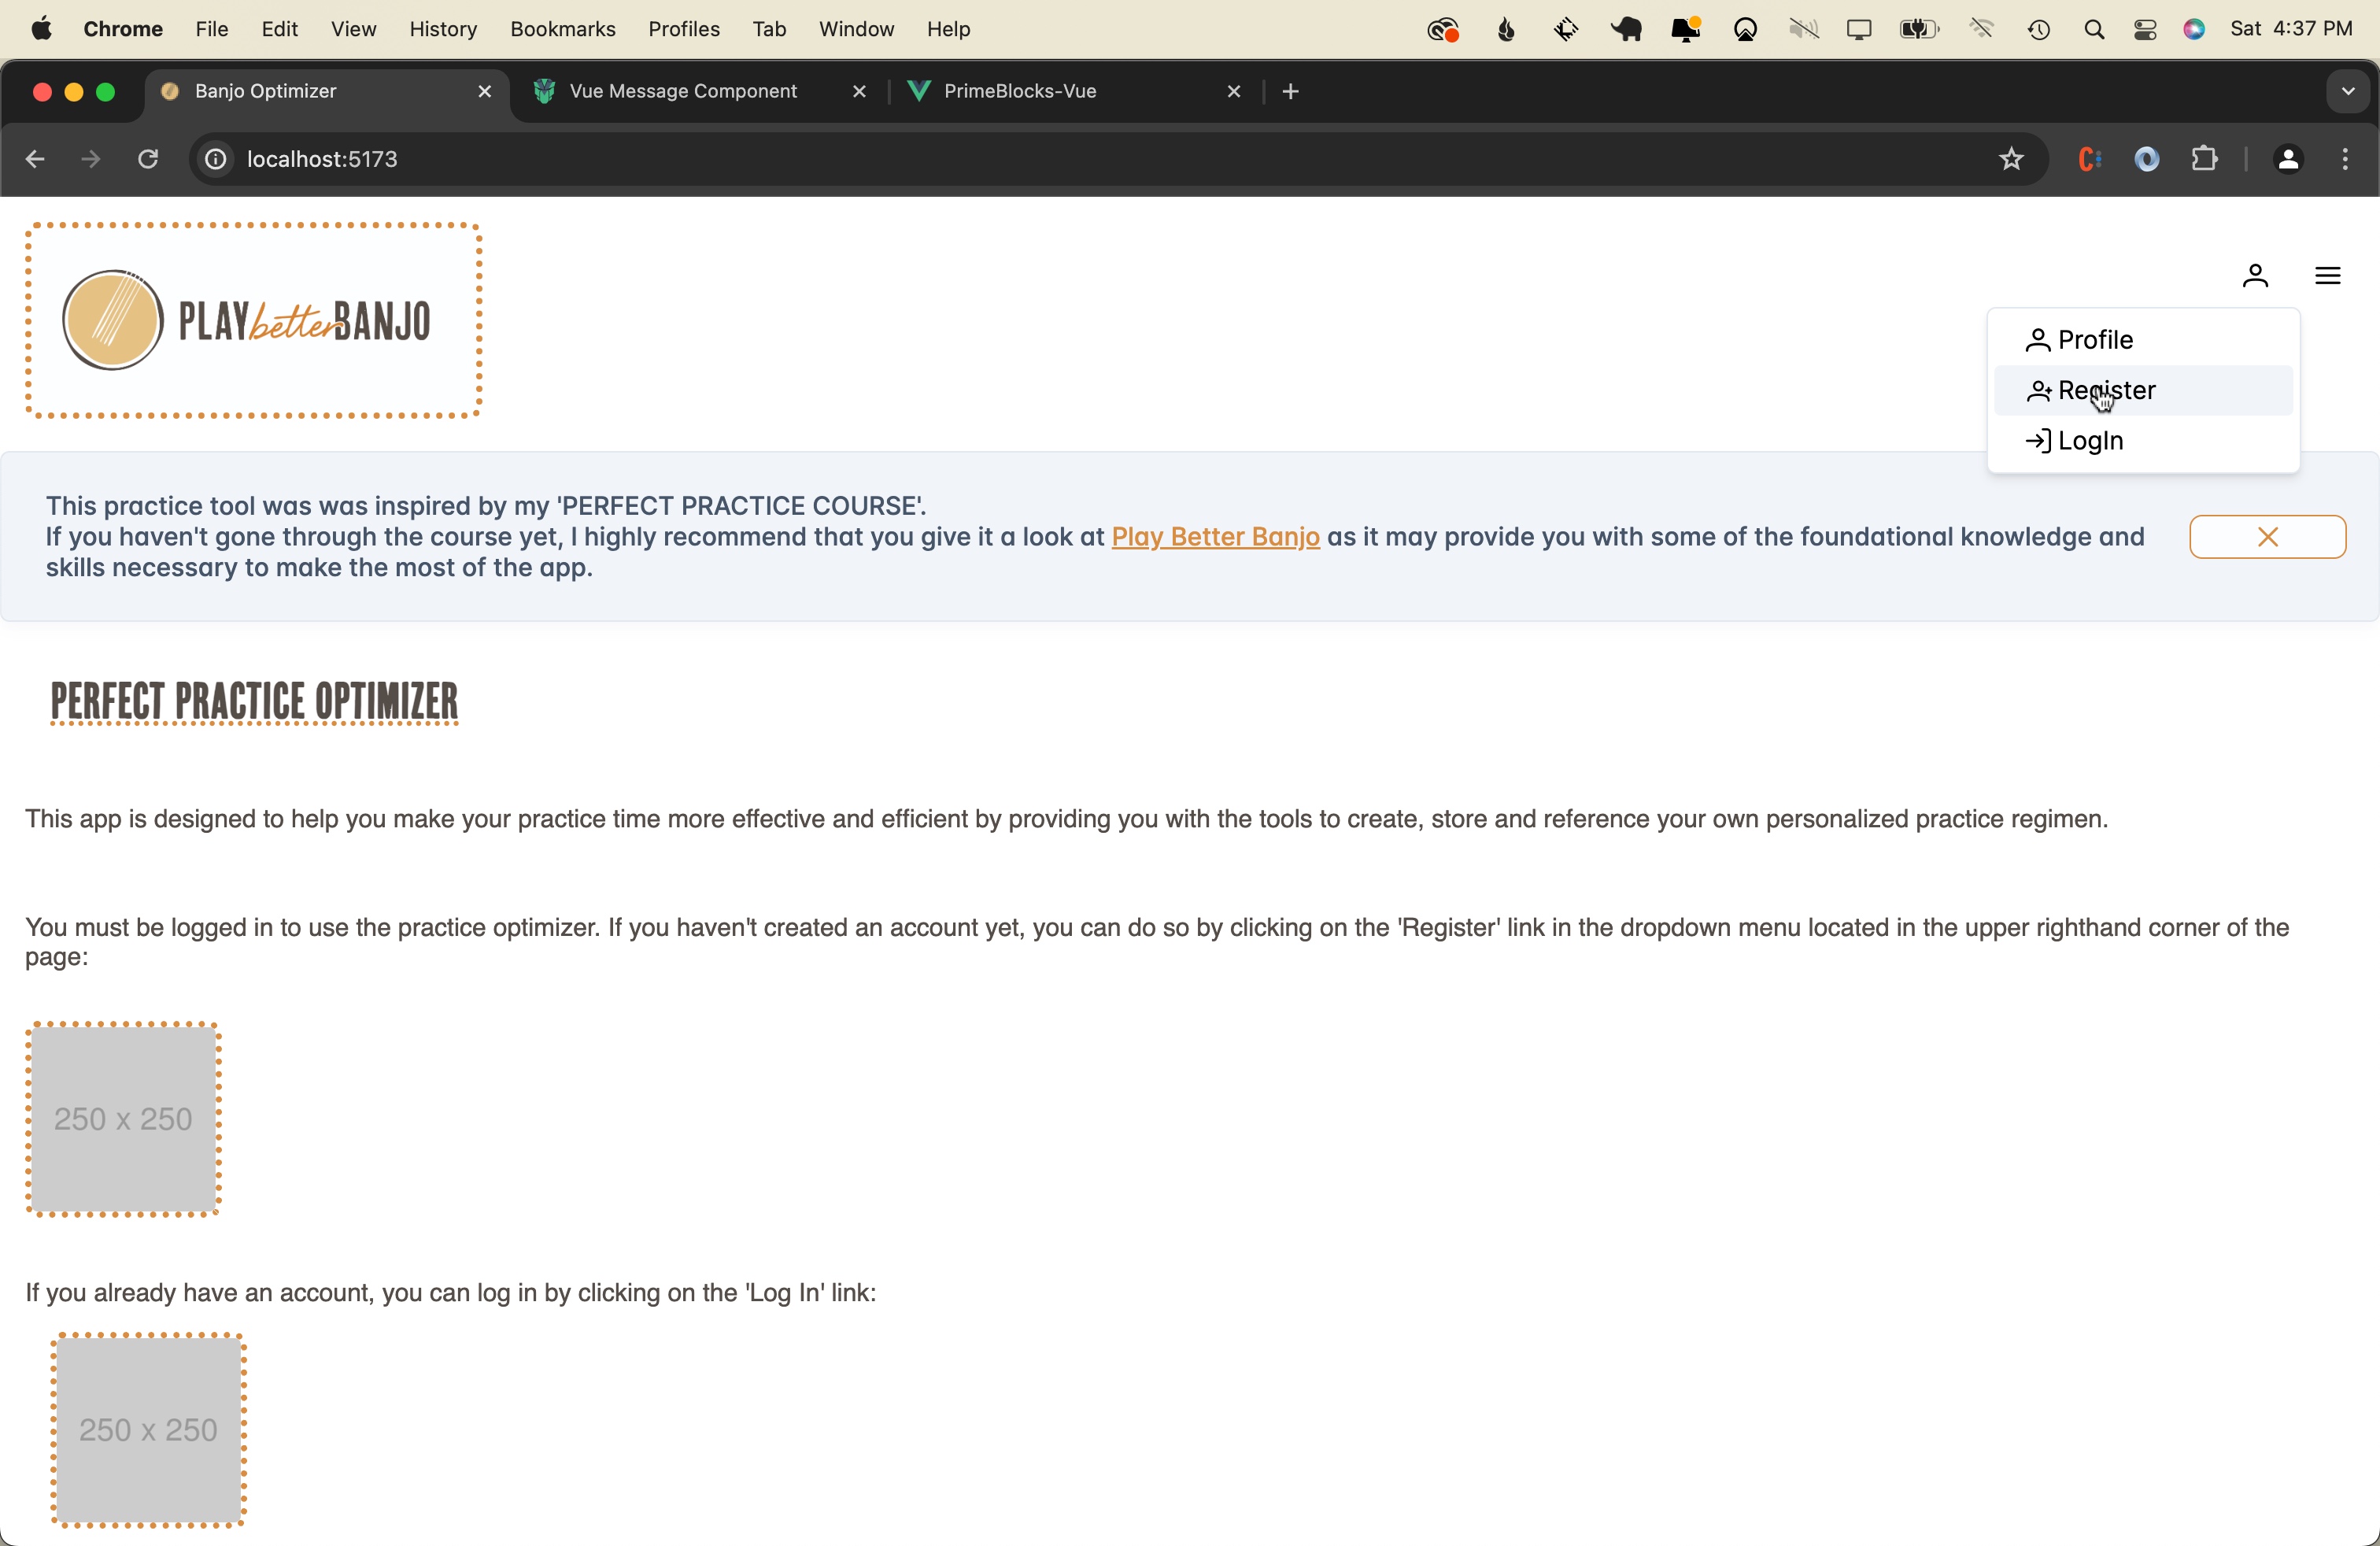 Chrome File Edit View History Bookmarks Profiles Tab Window Help Sat 4:37 PM
Banjo Optimizer Vue Message Component PrimeBlocks-Vue
localhost:5173
PLAY better BANJO
Profile
Register
LogIn
This practice tool was was inspired by my 'PERFECT PRACTICE COURSE'.
If you haven't gone through the course yet, I highly recommend that you give it a look at Play Better Banjo as it may provide you with some of the foundational knowledge and
skills necessary to make the most of the app.
PERFECT PRACTICE OPTIMIZER
This app is designed to help you make your practice time more effective and efficient by providing you with the tools to create, store and reference your own personalized practice regimen.
You must be logged in to use the practice optimizer. If you haven't created an account yet, you can do so by clicking on the 'Register' link in the dropdown menu located in the upper righthand corner of the
page:
250 x 250
If you already have an account, you can log in by clicking on the 'Log In' link:
250 x 250